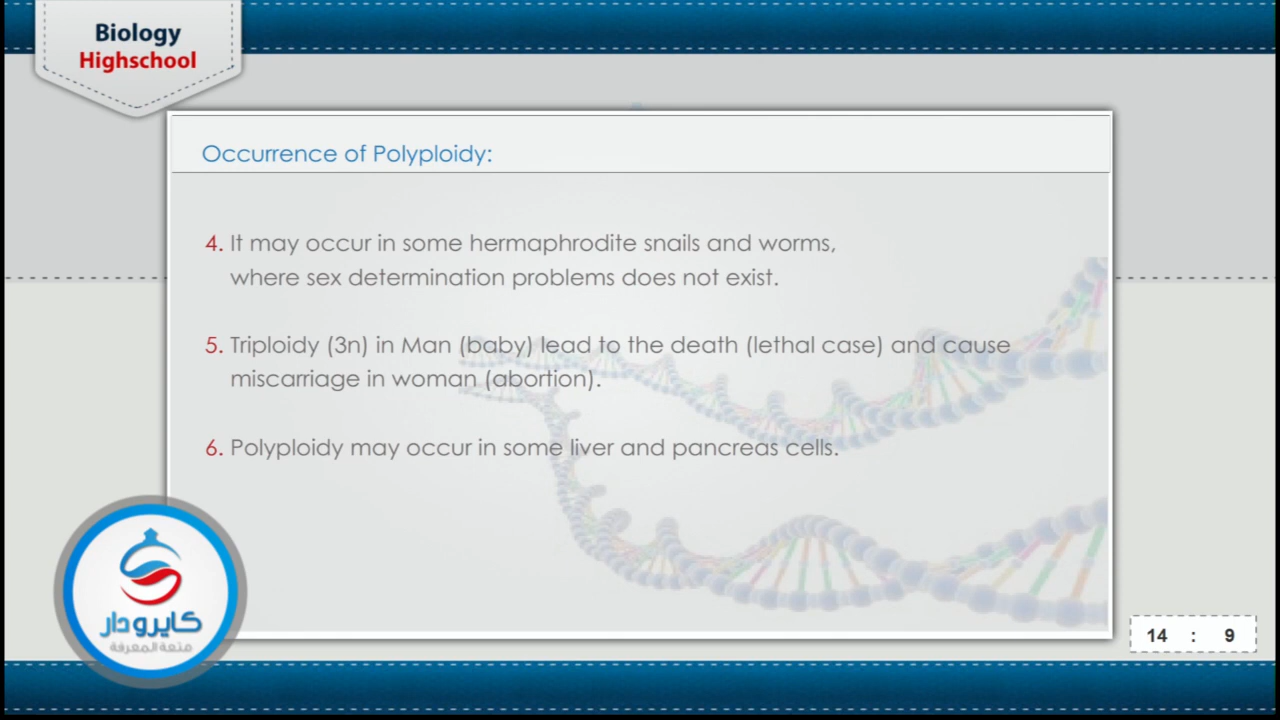 Biology
Highschool
Occurrence of Polyploidy:
4. It may occur in some hermaphrodite snails and worms,
where sex determination problems does not exist.
5. Triploidy (3n) in Man (baby) lead to the death (lethal case) and cause
miscarriage in woman (abortion).
6. Polyploidy may occur in some liver and pancreas cells.
كايرودار
متعة المعرفة
14 : 9